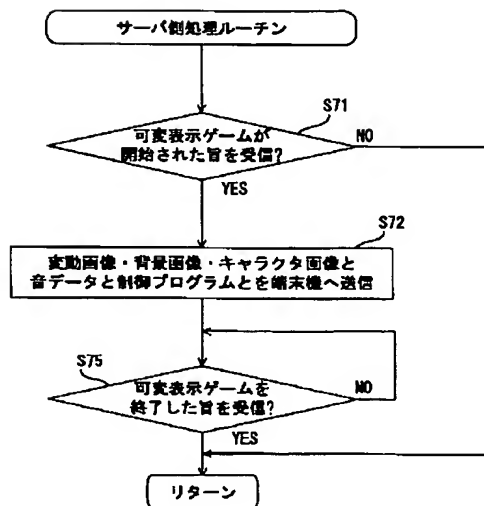 サーバ側処理ルーチン
S71
可変表示ゲームが
開始された旨を受信?
NO
YES
S72
変動画像・背景画像・キャラクタ画像と
音データと制御プログラムとを端末機へ送信
S75
可変表示ゲームを
終了した旨を受信?
NO
YES
リターン